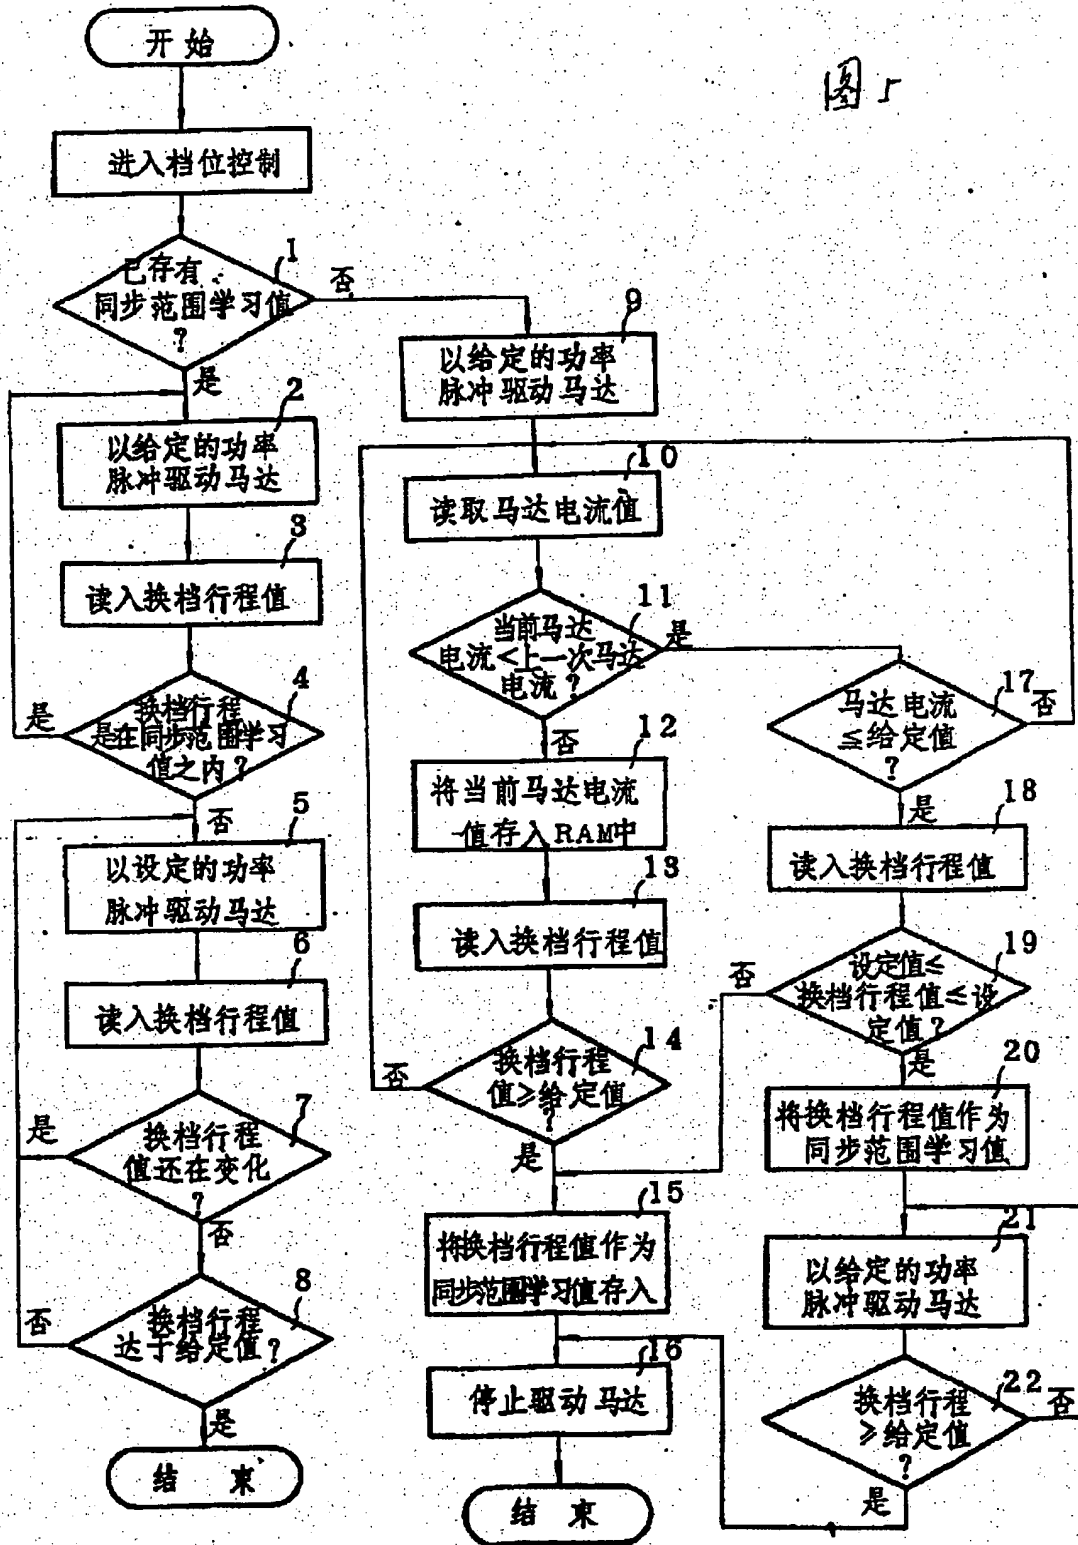 开始
图5
进入档位控制
1
已存有
同步范围学习值
?
否
是
2
以给定的功率
脉冲驱动马达
3
读入换档行程值
4
换档行程
是在同步范围学习
值之内?
是
否
5
以设定的功率
脉冲驱动马达
6
读入换档行程值
7
换档行程
值还在变化
?
是
否
8
换档行程
达于给定值?
否
是
结束
9
以给定的功率
脉冲驱动马达
10
读取马达电流值
11
当前马达
电流<上一次马达
电流?
是
否
12
将当前马达电流
值存入RAM中
13
读入换档行程值
14
换档行程
值≥给定值
?
否
是
15
将换档行程值作为
同步范围学习值存入
16
停止驱动马达
结束
17
马达电流
≦给定值
?
否
是
18
读入换档行程值
19
设定值≤
换档行程值≤设
定值?
否
是
20
将换档行程值作为
同步范围学习值
21
以给定的功率
脉冲驱动马达
22
换档行程
≥给定值
?
否
是